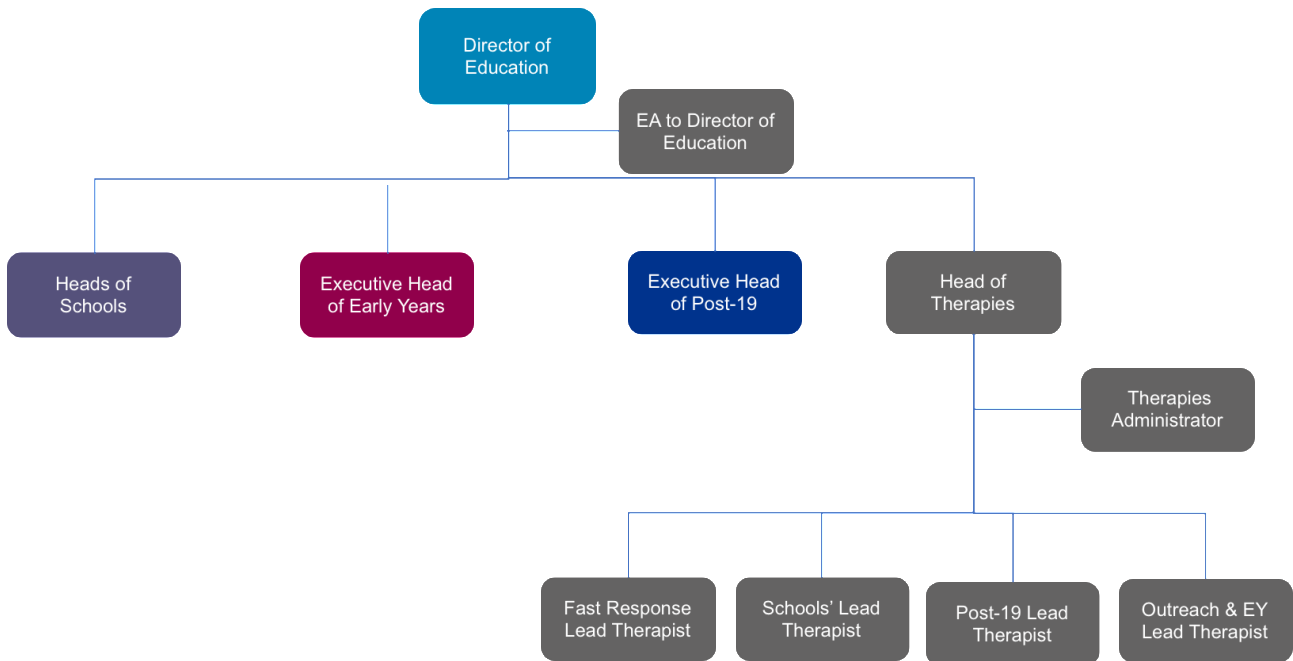 Director of
Education
EA to Director of
Education
Heads of
Schools
Executive Head
of Early Years
Executive Head
of Post-19
Head of
Therapies
Therapies
Administrator
Fast Response
Lead Therapist
Schools’ Lead
Therapist
Post-19 Lead
Therapist
Outreach & EY
Lead Therapist